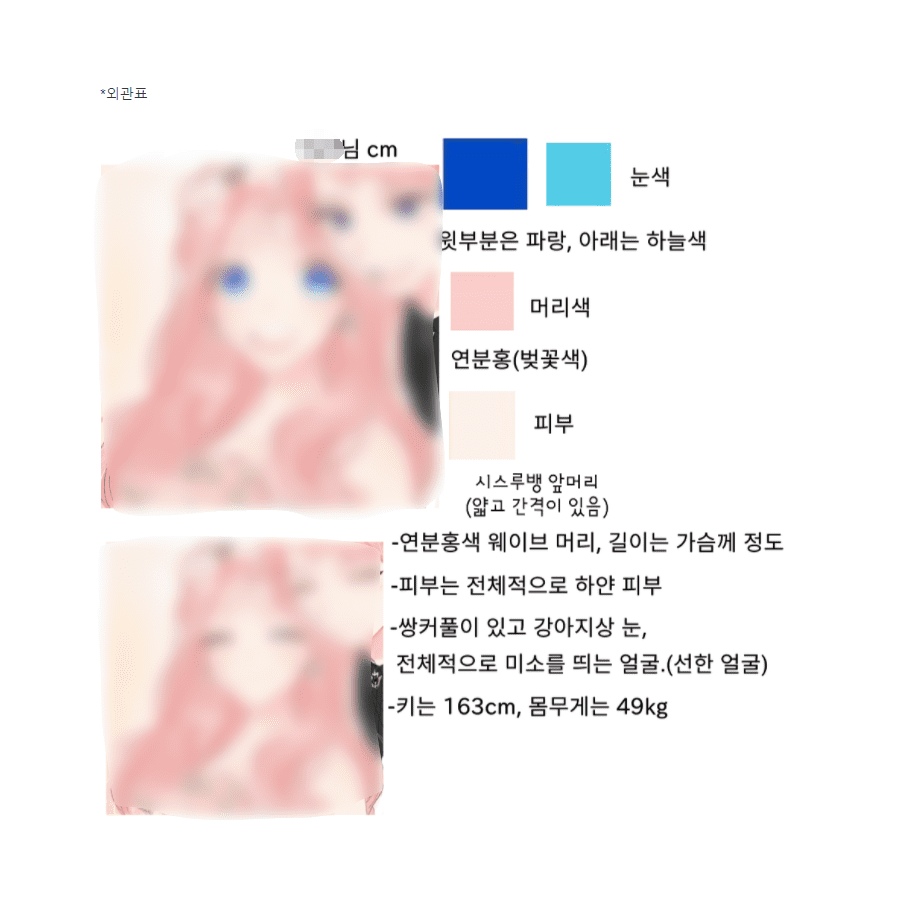 *외관표
님 cm
눈색
윗부분은 파랑, 아래는 하늘색
머리색
연분홍(벚꽃색)
피부
시스루뱅 앞머리
(얇고 간격이 있음)
-연분홍색 웨이브 머리, 길이는 가슴께 정도
-피부는 전체적으로 하얀 피부
-쌍커풀이 있고 강아지상 눈,
전체적으로 미소를 띄는 얼굴.(선한 얼굴)
-키는 163cm, 몸무게는 49kg